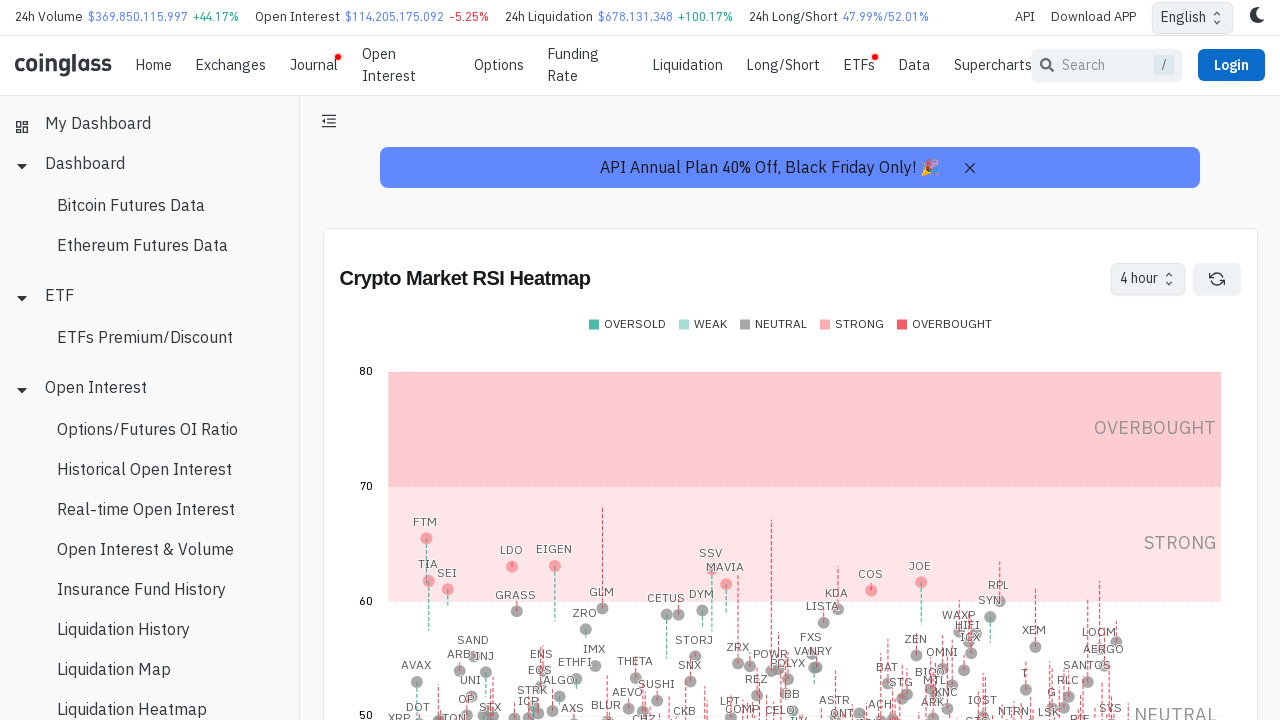 24h Volume $369,850,115,997 +44.17% Open Interest $114,205,175,092 -5.25% 24h Liquidation $678,131,348 +100.17% 24h Long/Short 47.99%/52.01% API Download APP English
coinglass Home Exchanges Journal Open Interest Options Funding Rate Liquidation Long/Short ETFs Data Supercharts Search / Login
My Dashboard
Dashboard
Bitcoin Futures Data
Ethereum Futures Data
ETF
ETFs Premium/Discount
Open Interest
Options/Futures OI Ratio
Historical Open Interest
Real-time Open Interest
Open Interest & Volume
Insurance Fund History
Liquidation History
Liquidation Map
Liquidation Heatmap
API Annual Plan 40% Off, Black Friday Only! 🎉
Crypto Market RSI Heatmap
4 hour
OVERSOLD WEAK NEUTRAL STRONG OVERBOUGHT
80
OVERBOUGHT
70
FTM
STRONG
LDO EIGEN SSV
TIA SEI MAVIA COS JOE
RPL
60
GRASS GLM CETUS DYM KDA
LISTA SYN
ZRO WAXP
HIFI
XEM LOOM
SAND STORJ FXS ZEN ICX
ARB INJ ENS IMX ZRX VANRY OMNI AERGO
AVAX EOS ETHFI THETA SNX POWR POLYX BAT BICO T SANTOS
UNI ALGO SUSHI REZ STG MTL RLC
OP STRK AEVO BB KNC G
DOT STX ICP AXS BLUR CKB LPT COMP CELO ASTR ACH ARK IOST LSK SYS
XRP TON CHZ QNT NTRN
50
NEUTRAL